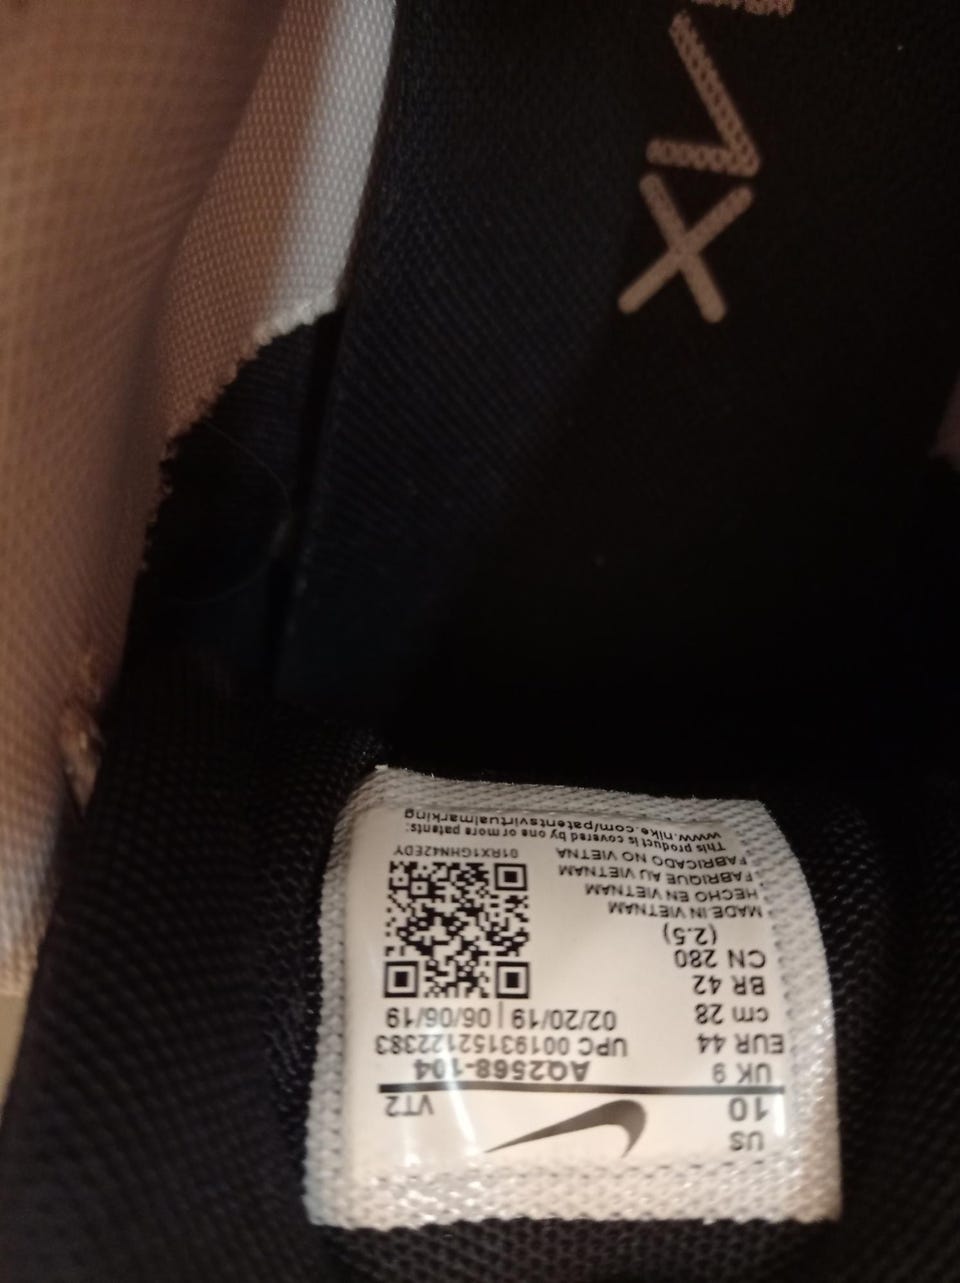 US
10
VT2
UK 9
AQ2568-104
EUR 44
UPC 00193152122383
cm 28
02/20/19 | 06/06/19
BR 42
CN 280
(2.5)
MADE IN VIETNAM
HECHO EN VIETNAM
FABRIQUE AU VIETNAM
FABRICADO NO VIETNA
01RX1GHN42EDY
This product is covered by one or more patents:
www.nike.com/patentsvirtualmarking